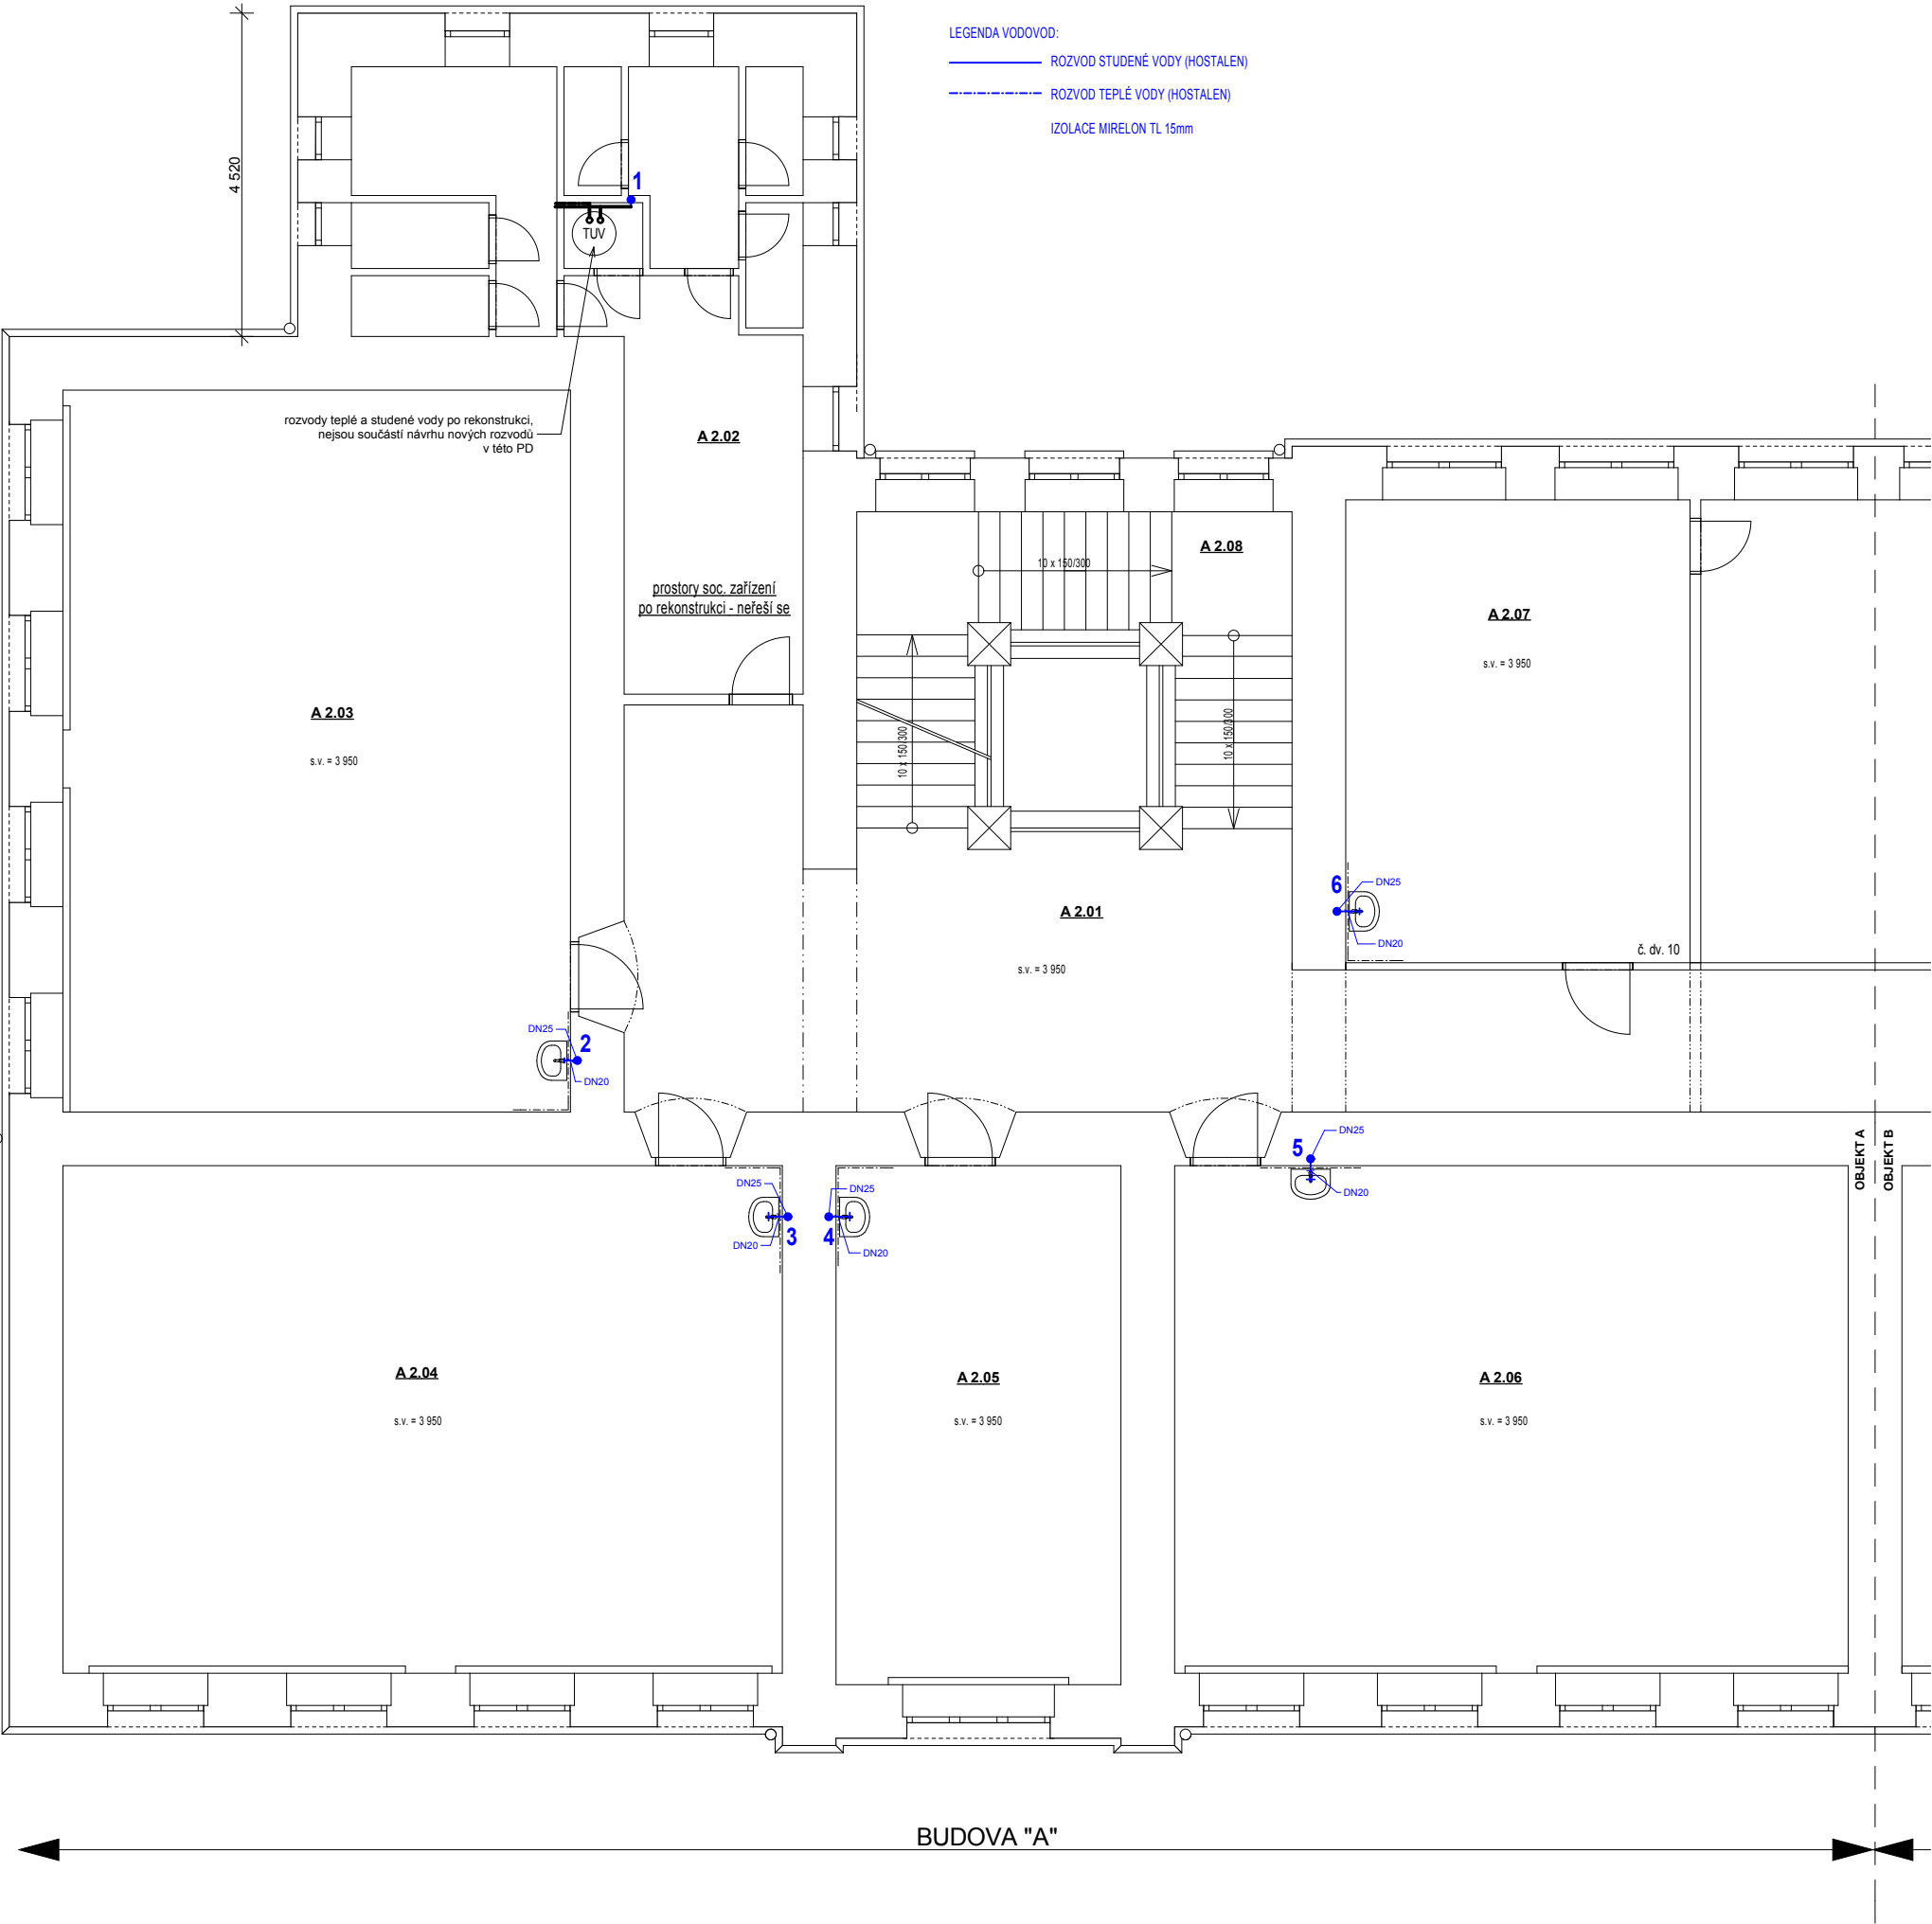 LEGENDA VODOVOD:
ROZVOD STUDENÉ VODY (HOSTALEN)
ROZVOD TEPLÉ VODY (HOSTALEN)
IZOLACE MIRELON TL 15mm
4 520
1
TUV
rozvody teplé a studené vody po rekonstrukci,
nejsou součástí návrhu nových rozvodů
v této PD
A 2.02
prostory soc. zařízení
po rekonstrukci - neřeší se
A 2.08
10 x 150/300
10 x 150/300
10 x 150/300
A 2.07
s.v. = 3 950
A 2.03
s.v. = 3 950
6
DN25
DN20
č. dv. 10
A 2.01
s.v. = 3 950
DN25
2
DN20
5
DN25
DN20
OBJEKT A
OBJEKT B
DN25
3
DN20
DN25
4
DN20
A 2.04
s.v. = 3 950
A 2.05
s.v. = 3 950
A 2.06
s.v. = 3 950
BUDOVA "A"